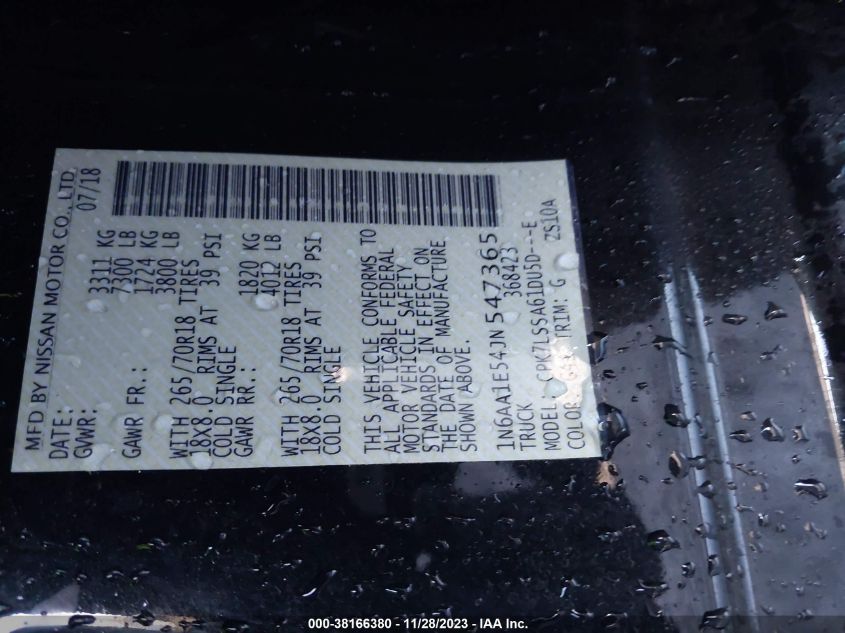 MFD BY NISSAN MOTOR CO., LTD.
DATE: 07/18
GVWR: 3311 KG
7300 LB
GAWR FR.: 1724 KG
3800 LB
WITH 265/70R18 TIRES
18X8.0 RIMS AT 39 PSI
COLD SINGLE
GAWR RR.: 1820 KG
4012 LB
WITH 265/70R18 TIRES
18X8.0 RIMS AT 39 PSI
COLD SINGLE
THIS VEHICLE CONFORMS TO
ALL APPLICABLE FEDERAL
MOTOR VEHICLE SAFETY
STANDARDS IN EFFECT ON
THE DATE OF MANUFACTURE
SHOWN ABOVE.
1N6AA1E54JN547365
TRUCK 368423
MODEL: CPK7LSSA61DU5D---E
COLOR: TRIM: G ZS10A
000-38166380 - 11/28/2023 - IAA Inc.